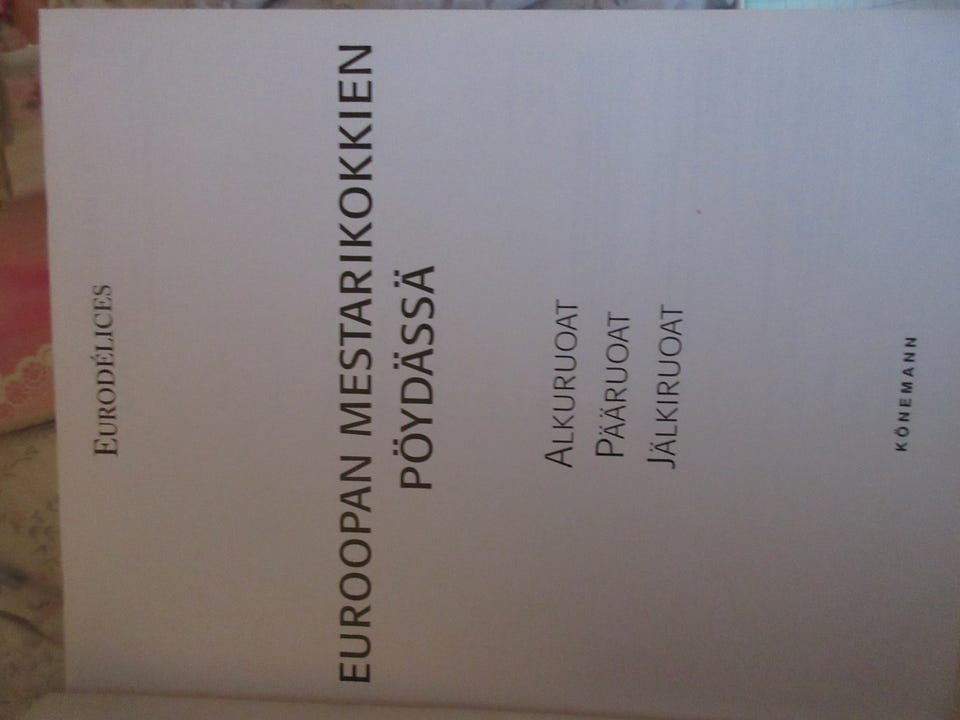 EURODÉLICES
EUROOPAN MESTARIKOKKIEN
PÖYDÄSSÄ
ALKURUOAT
PÄÄRUOAT
JÄLKIRUOAT
KÖNEMANN